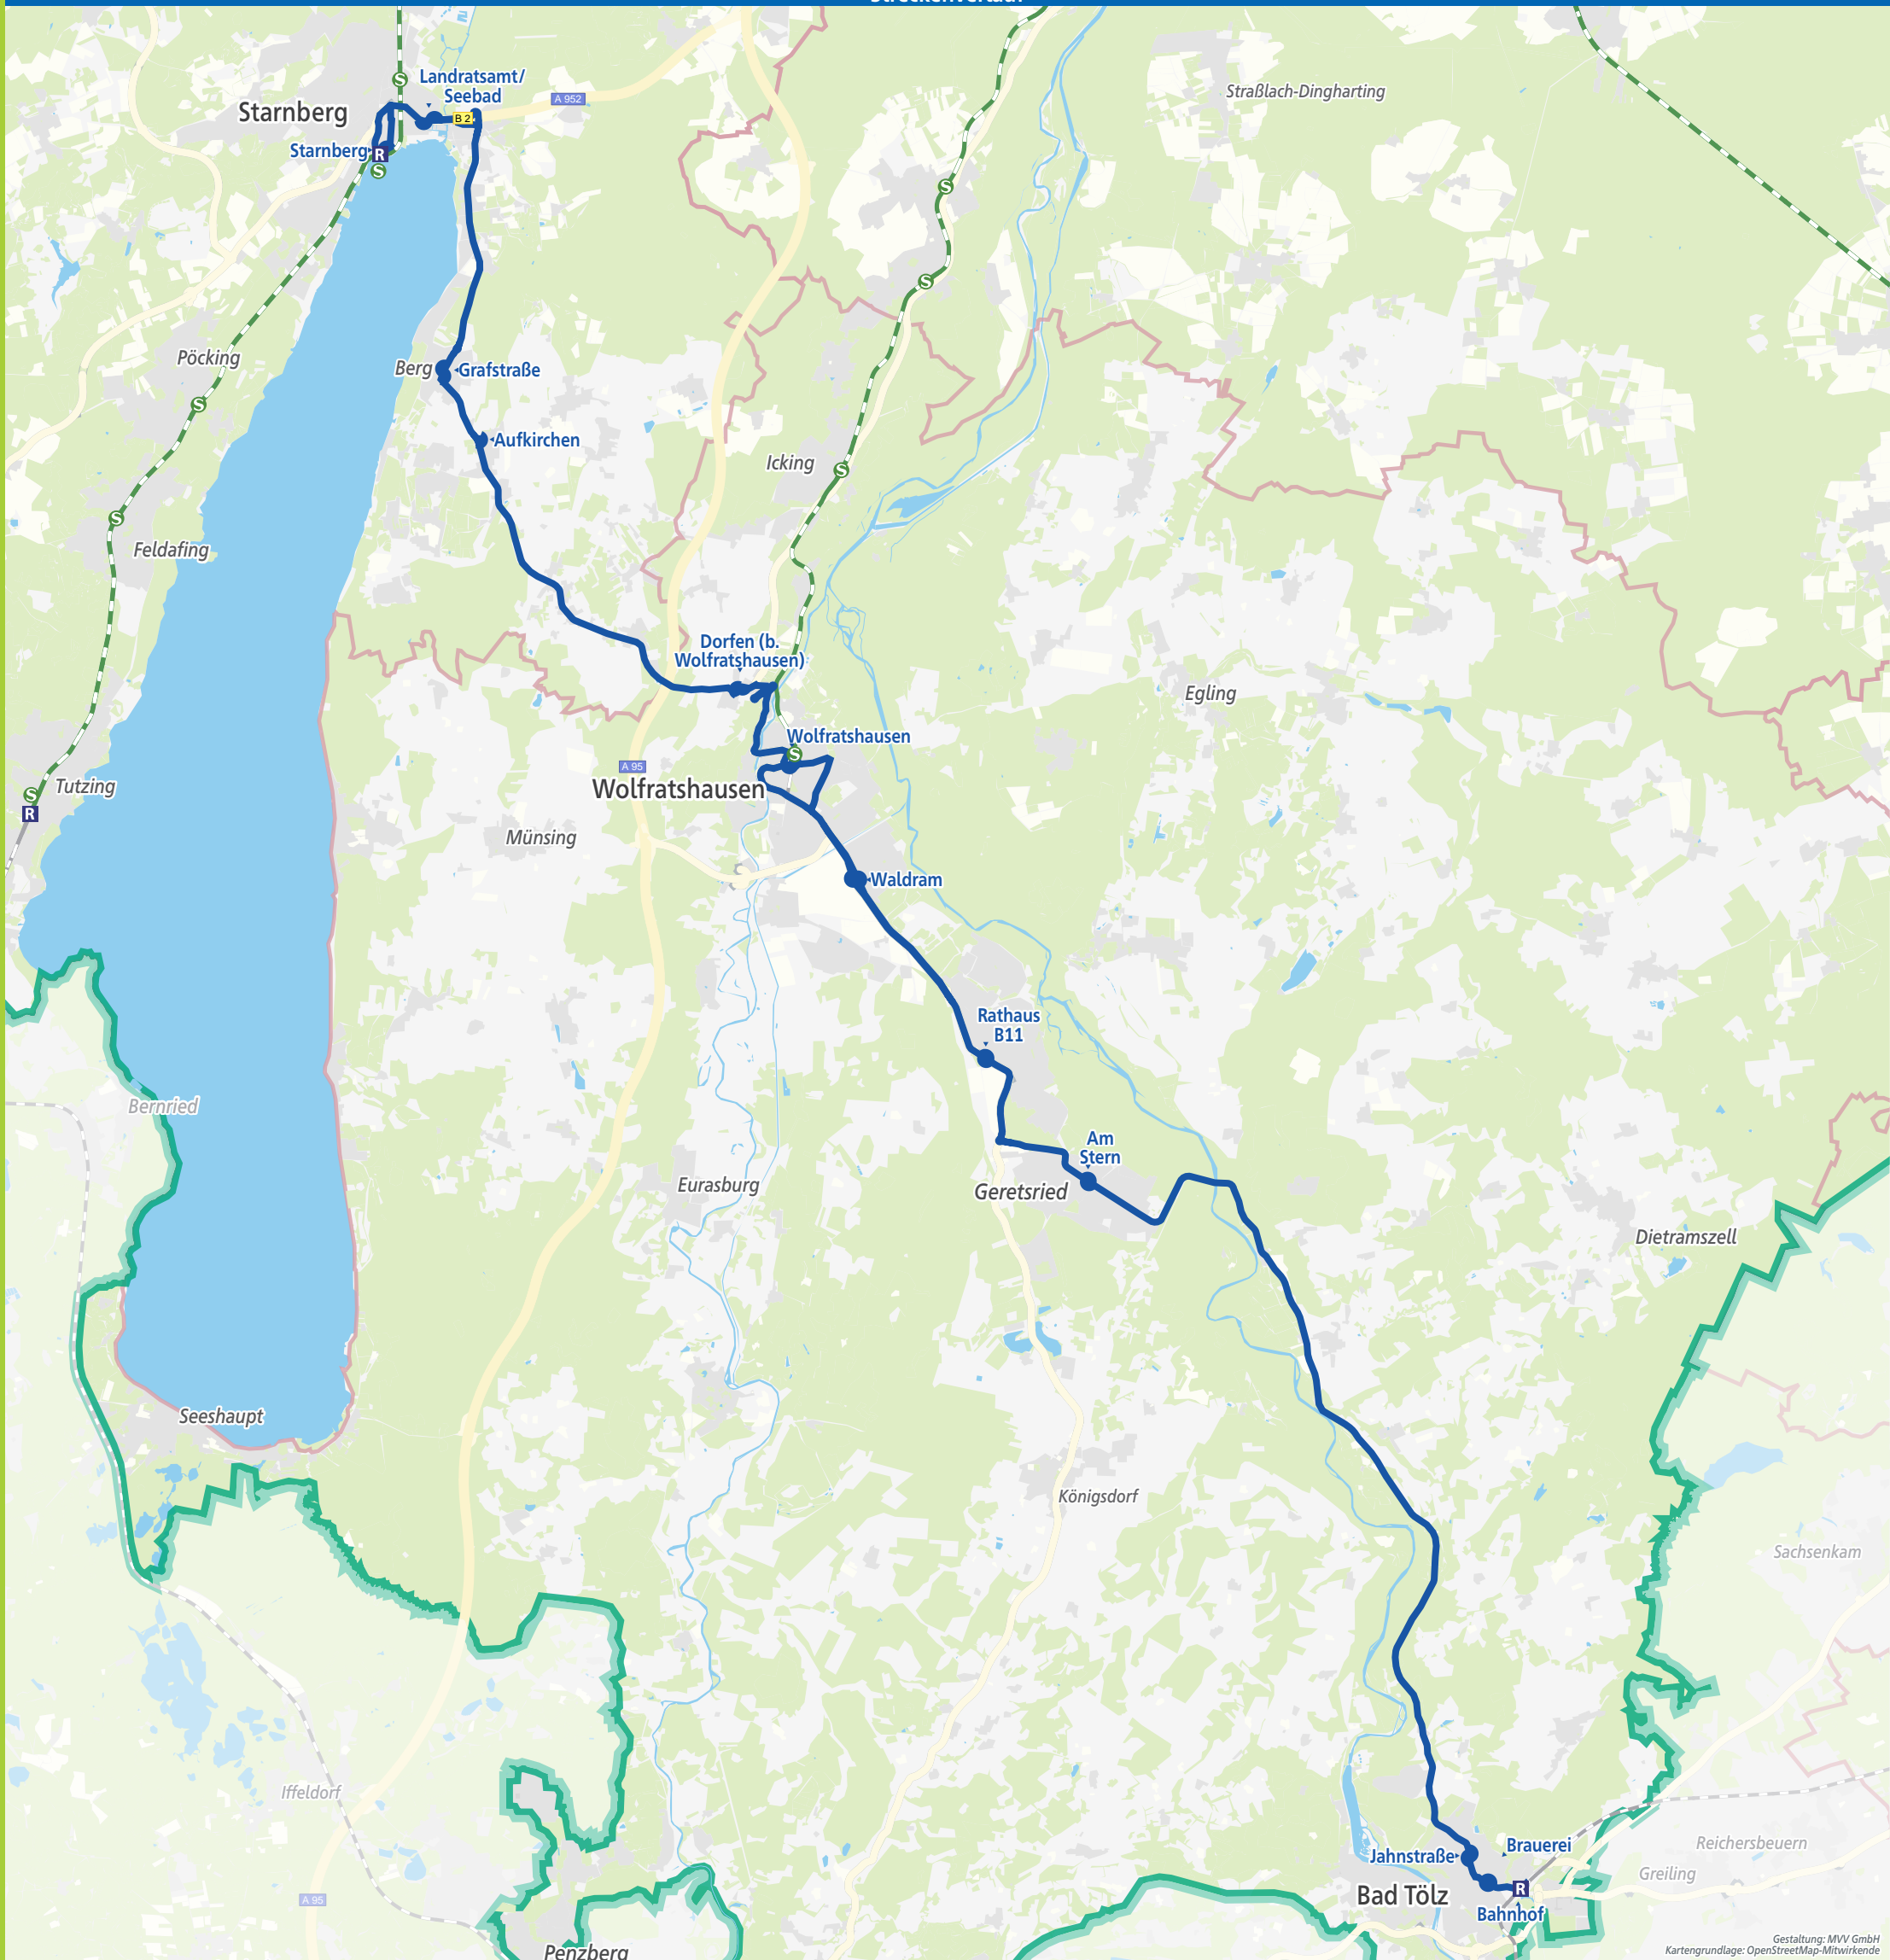 Streckenverlauf
Landratsamt/
Seebad
A 952
B 2
Straßlach-Dingharting
Starnberg
Starnberg
R
S
S
S
S
Pöcking
Berg
Grafstraße
S
Aufkirchen
Icking
S
S
Feldafing
Dorfen (b.
Wolfratshausen)
Egling
Wolfratshausen
S
A 95
Wolfratshausen
Tutzing
S
R
Münsing
Waldram
Rathaus
B11
Bernried
Am
Stern
Eurasburg
Geretsried
Dietramszell
Seeshaupt
Königsdorf
Sachsenkam
Iffeldorf
Brauerei
Reichersbeuern
Jahnstraße
Greiling
A 95
Bad Tölz
R
Bahnhof
Penzberg
Gestaltung: MVV GmbH
Kartengrundlage: OpenStreetMap-Mitwirkende